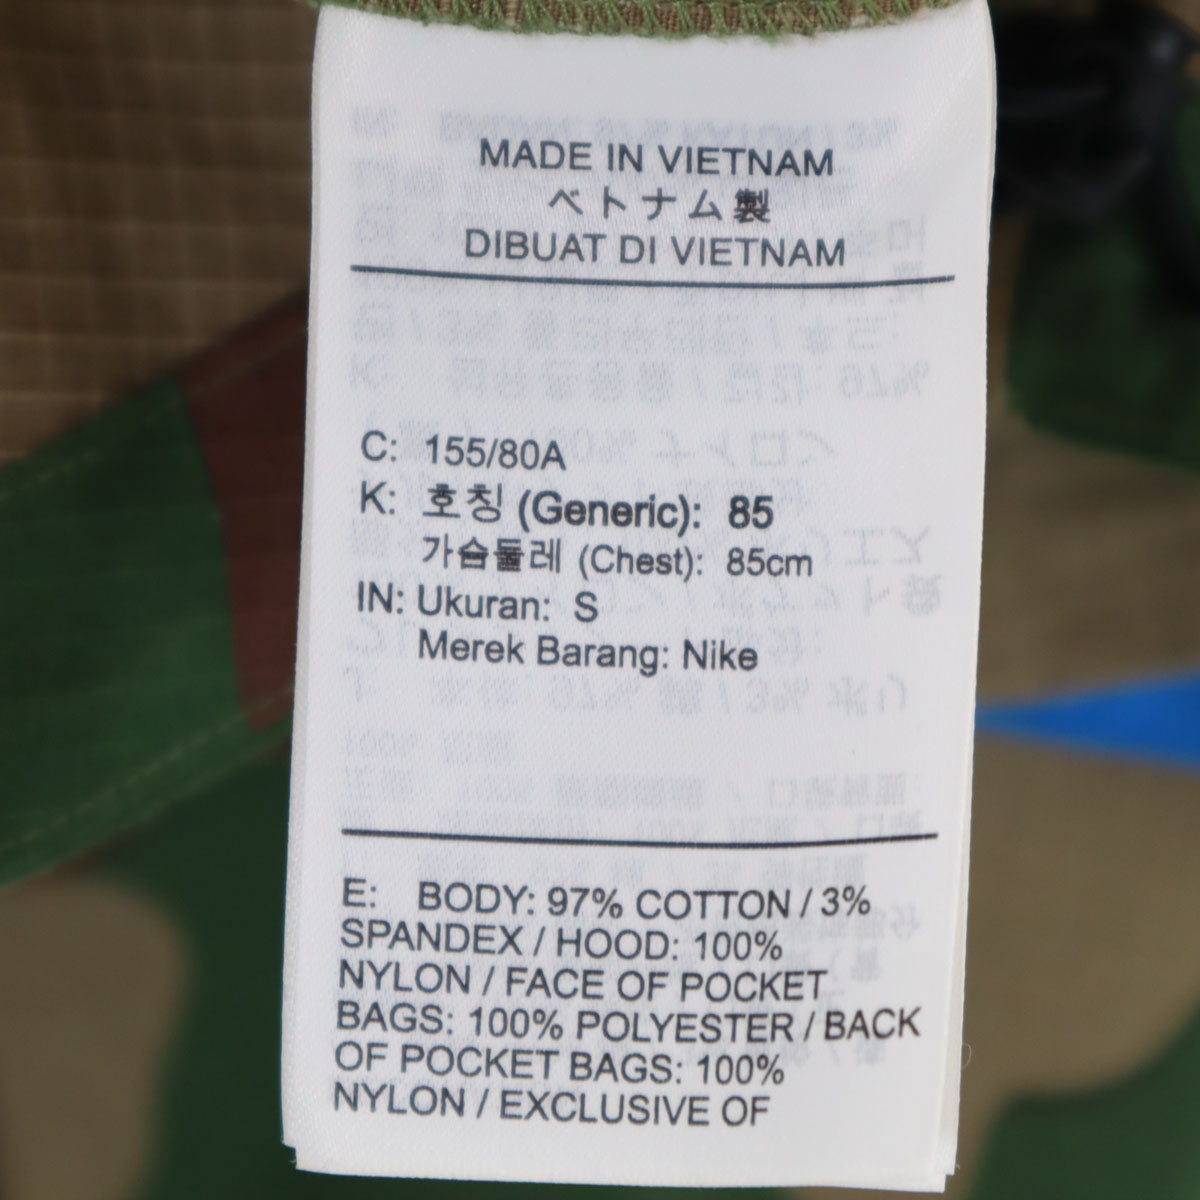 MADE IN VIETNAM
ベトナム製
DIBUAT DI VIETNAM
C: 155/80A
K: 호칭 (Generic): 85
가슴둘레 (Chest): 85cm
IN: Ukuran: S
Merek Barang: Nike
E: BODY: 97% COTTON / 3%
SPANDEX / HOOD: 100%
NYLON / FACE OF POCKET
BAGS: 100% POLYESTER / BACK
OF POCKET BAGS: 100%
NYLON / EXCLUSIVE OF